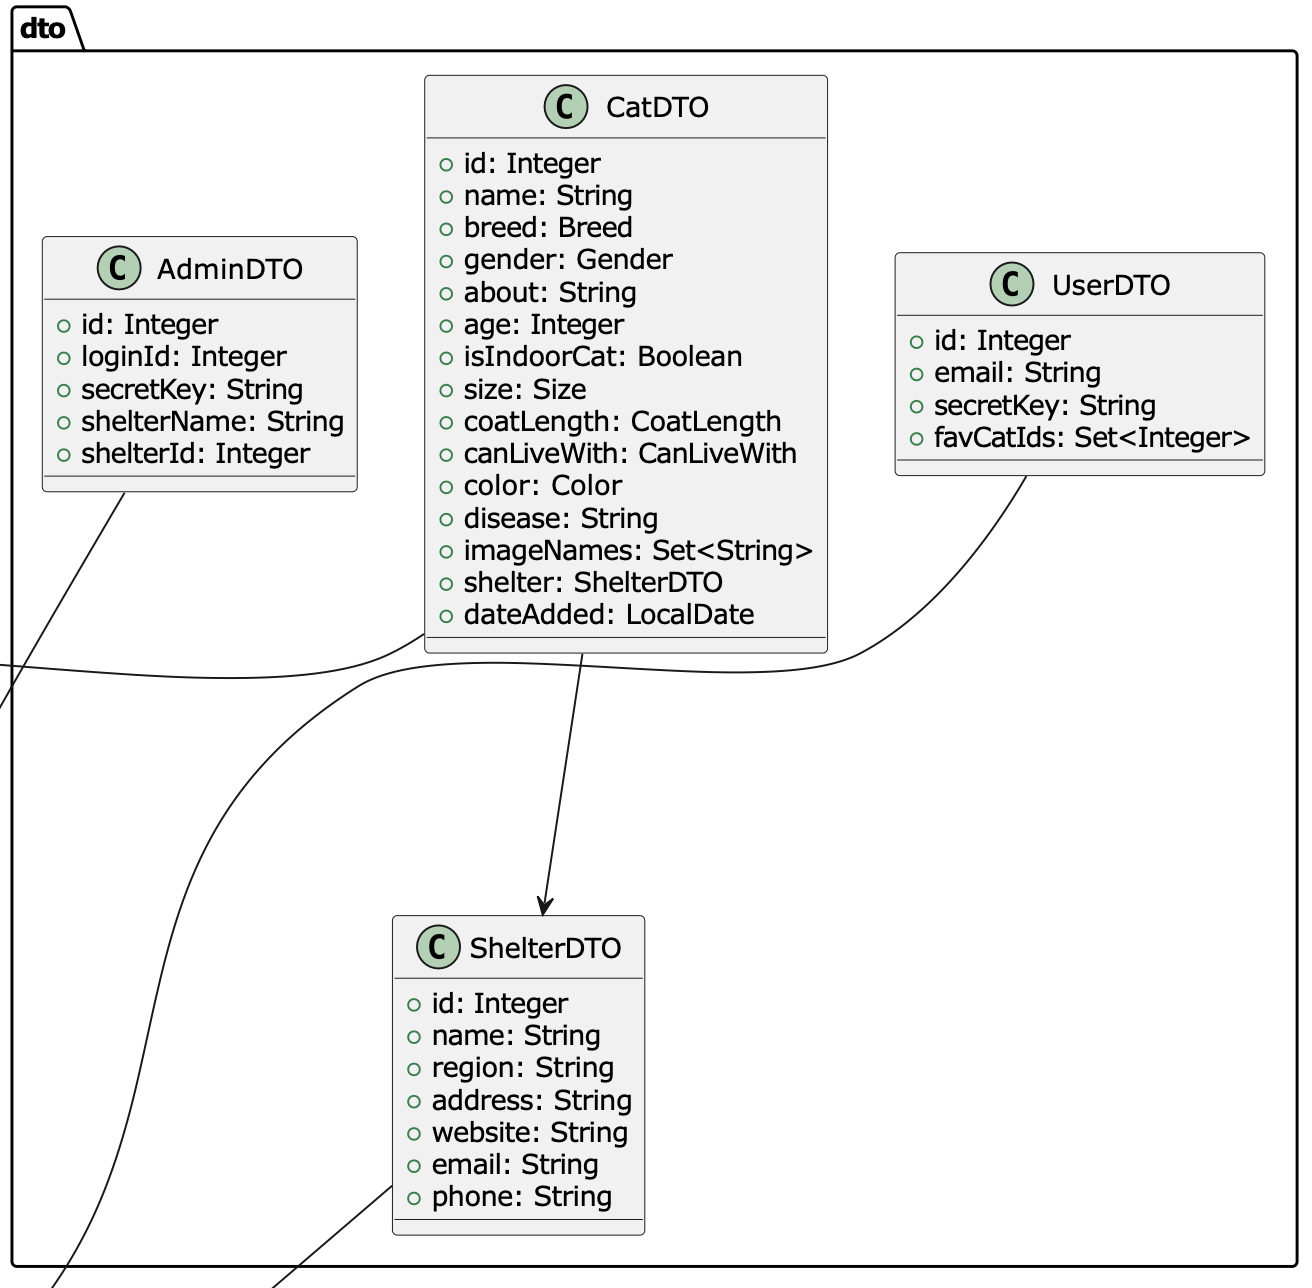 dto
C CatDTO
id: Integer
name: String
breed: Breed
gender: Gender
about: String
age: Integer
isIndoorCat: Boolean
size: Size
coatLength: CoatLength
canLiveWith: CanLiveWith
color: Color
disease: String
imageNames: Set<String>
shelter: ShelterDTO
dateAdded: LocalDate
C AdminDTO
id: Integer
loginId: Integer
secretKey: String
shelterName: String
shelterId: Integer
C UserDTO
id: Integer
email: String
secretKey: String
favCatIds: Set<Integer>
C ShelterDTO
id: Integer
name: String
region: String
address: String
website: String
email: String
phone: String